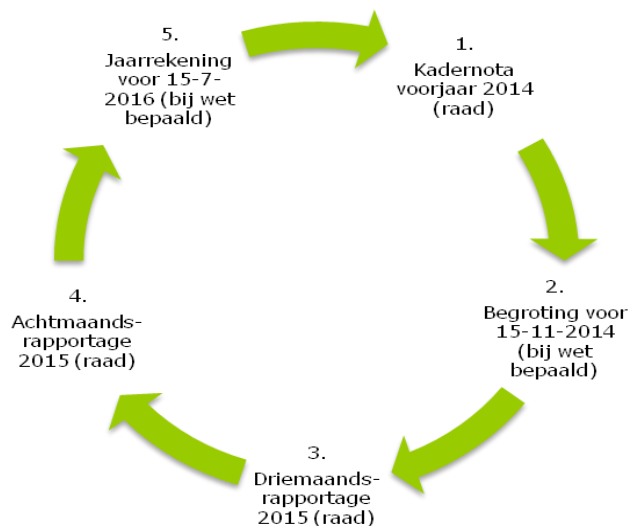 1.
Kadernota
voorjaar 2014
(raad)
2.
Begroting voor
15-11-2014
(bij wet
bepaald)
3.
Driemaands-
rapportage
2015 (raad)
4.
Achtmaands-
rapportage
2015 (raad)
5.
Jaarrekening
voor 15-7-
2016 (bij wet
bepaald)